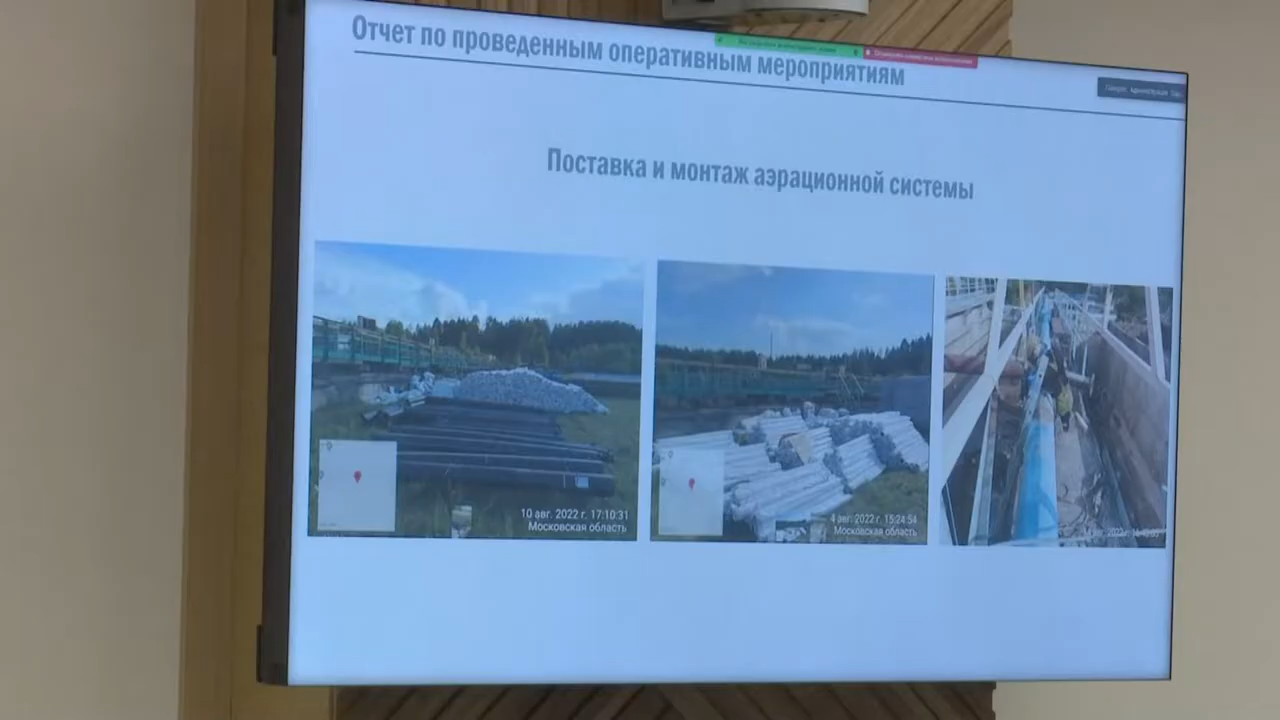 Отчет по проведенным оперативным мероприятиям
Поставка и монтаж аэрационной системы
10 авг. 2022 г. 17:10:31
Московская область
4 авг. 2022 г. 15:24:54
Московская область